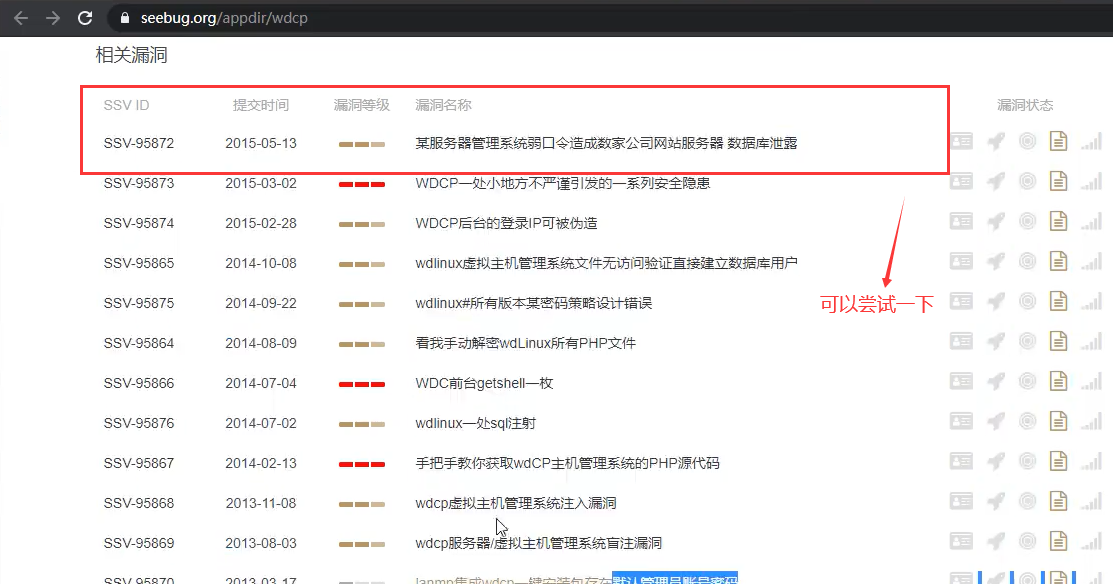 seebug.org/appdir/wdcp
相关漏洞
SSV ID 提交时间 漏洞等级 漏洞名称 漏洞状态
SSV-95872 2015-05-13 某服务器管理系统弱口令造成数家公司网站服务器 数据库泄露
SSV-95873 2015-03-02 WDCP一处小地方不严谨引发的一系列安全隐患
SSV-95874 2015-02-28 WDCP后台的登录IP可被伪造
SSV-95865 2014-10-08 wdlinux虚拟主机管理系统文件无访问验证直接建立数据库用户
SSV-95875 2014-09-22 wdlinux#所有版本某密码策略设计错误
可以尝试一下
SSV-95864 2014-08-09 看我手动解密wdLinux所有PHP文件
SSV-95866 2014-07-04 WDC前台getshell一枚
SSV-95876 2014-07-02 wdlinux一处sql注射
SSV-95867 2014-02-13 手把手教你获取wdCP主机管理系统的PHP源代码
SSV-95868 2013-11-08 wdcp虚拟主机管理系统注入漏洞
SSV-95869 2013-08-03 wdcp服务器/虚拟主机管理系统盲注漏洞
SSV-95870 2013-03-17 lanmp集成wdcp一键安装包存在默认管理员账号密码